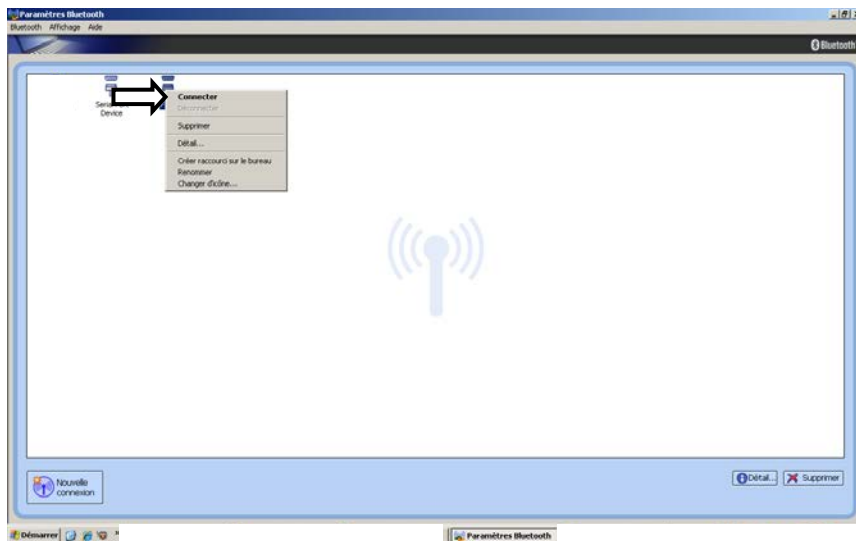 Paramètres Bluetooth
Bluetooth Affichage Aide
Bluetooth
Device
Connecter
Déconnecter
Supprimer
Détail...
Créer raccourci sur le bureau
Renommer
Changer d'icône...
Nouvelle
connexion
Détail...
Supprimer
Démarrer
Paramètres Bluetooth